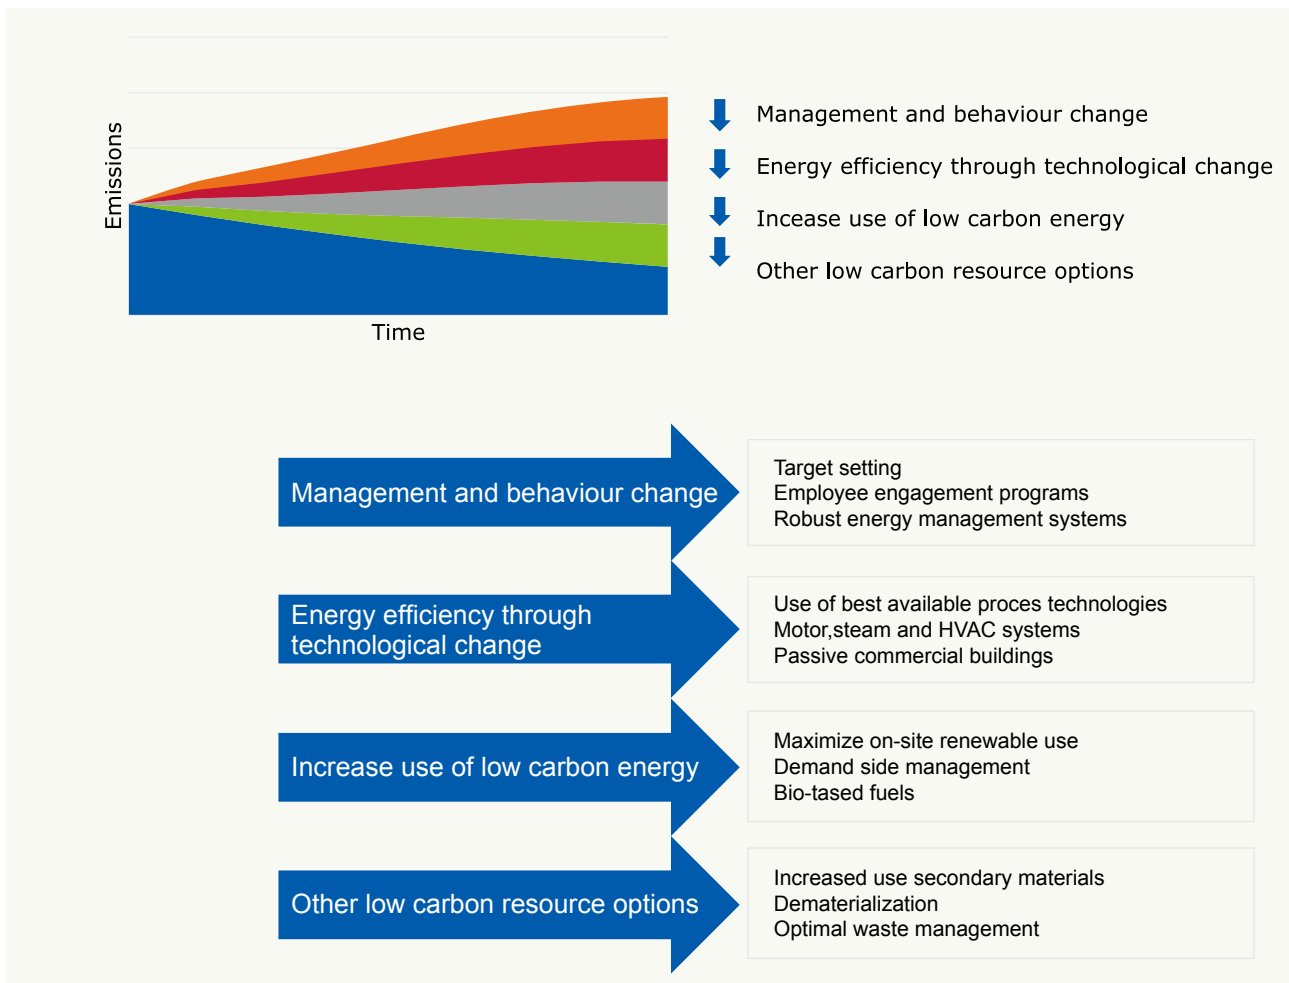 Emissions
Management and behaviour change
Energy efficiency through technological change
Incease use of low carbon energy
Other low carbon resource options
Time
Management and behaviour change
Target setting
Employee engagement programs
Robust energy management systems
Energy efficiency through
technological change
Use of best available proces technologies
Motor,steam and HVAC systems
Passive commercial buildings
Increase use of low carbon energy
Maximize on-site renewable use
Demand side management
Bio-tased fuels
Other low carbon resource options
Increased use secondary materials
Dematerialization
Optimal waste management